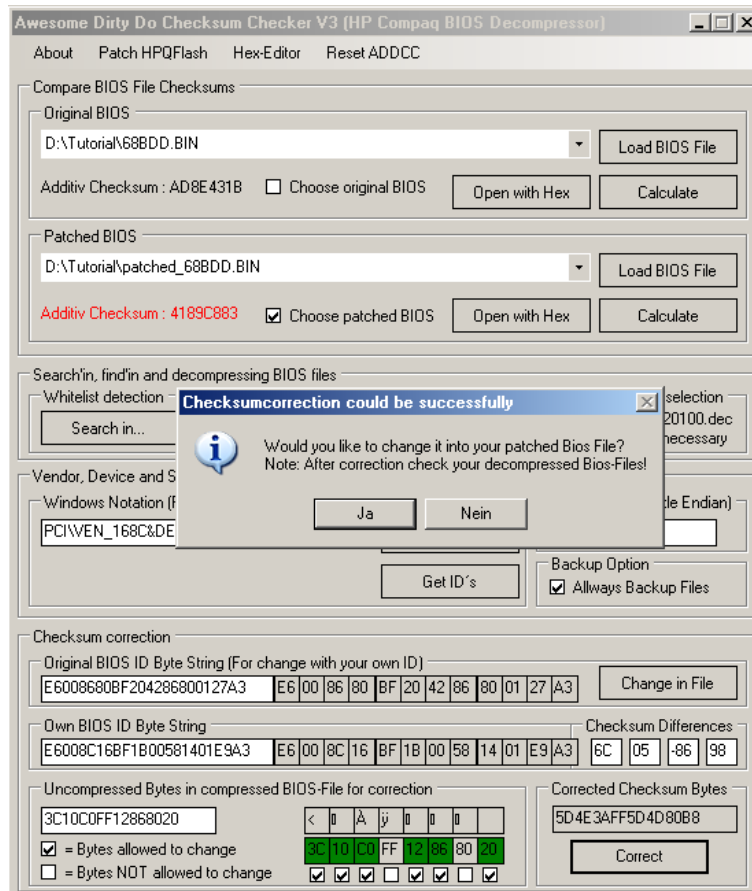 Awesome Dirty Do Checksum Checker V3 (HP Compaq BIOS Decompressor)
About Patch HPQFlash Hex-Editor Reset ADDCC
Compare BIOS File Checksums
Original BIOS
D:\Tutorial\68BDD.BIN Load BIOS File
Additiv Checksum : AD8E431B Choose original BIOS Open with Hex Calculate
Patched BIOS
D:\Tutorial\patched_68BDD.BIN Load BIOS File
Additiv Checksum : 4189C883 Choose patched BIOS Open with Hex Calculate
Search'in, find'in and decompressing BIOS files
Whitelist detection selection
Search in... 20100.dec
necessary
Checksumcorrection could be successfully
Would you like to change it into your patched Bios File?
Note: After correction check your decompressed Bios-Files!
Ja Nein
Vendor, Device and S
Windows Notation (F tle Endian)
PCI\VEN_168C&DE
Get ID´s
Backup Option
Allways Backup Files
Checksum correction
Original BIOS ID Byte String (For change with your own ID)
E6008680BF204286800127A3 E6 00 86 80 BF 20 42 86 80 01 27 A3 Change in File
Own BIOS ID Byte String Checksum Differences
E6008C16BF1B00581401E9A3 E6 00 8C 16 BF 1B 00 58 14 01 E9 A3 6C 05 -86 98
Uncompressed Bytes in compressed BIOS-File for correction Corrected Checksum Bytes
3C10C0FF12868020 < À ÿ 5D4E3AFF5D4D80B8
= Bytes allowed to change 3C 10 C0 FF 12 86 80 20
= Bytes NOT allowed to change Correct